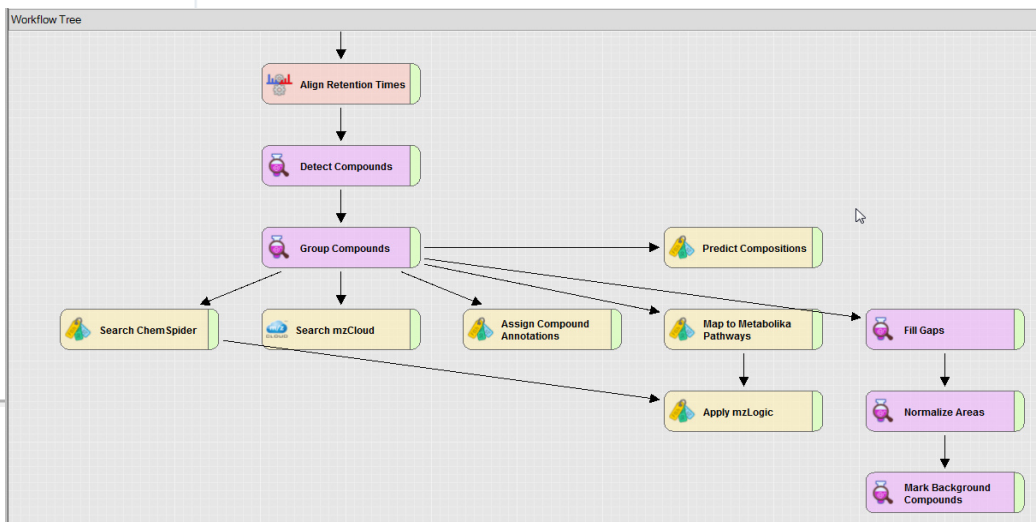 Workflow Tree
Align Retention Times
Detect Compounds
Group Compounds
Predict Compositions
Search ChemSpider
Search mzCloud
Assign Compound
Annotations
Map to Metabolika
Pathways
Fill Gaps
Apply mzLogic
Normalize Areas
Mark Background
Compounds